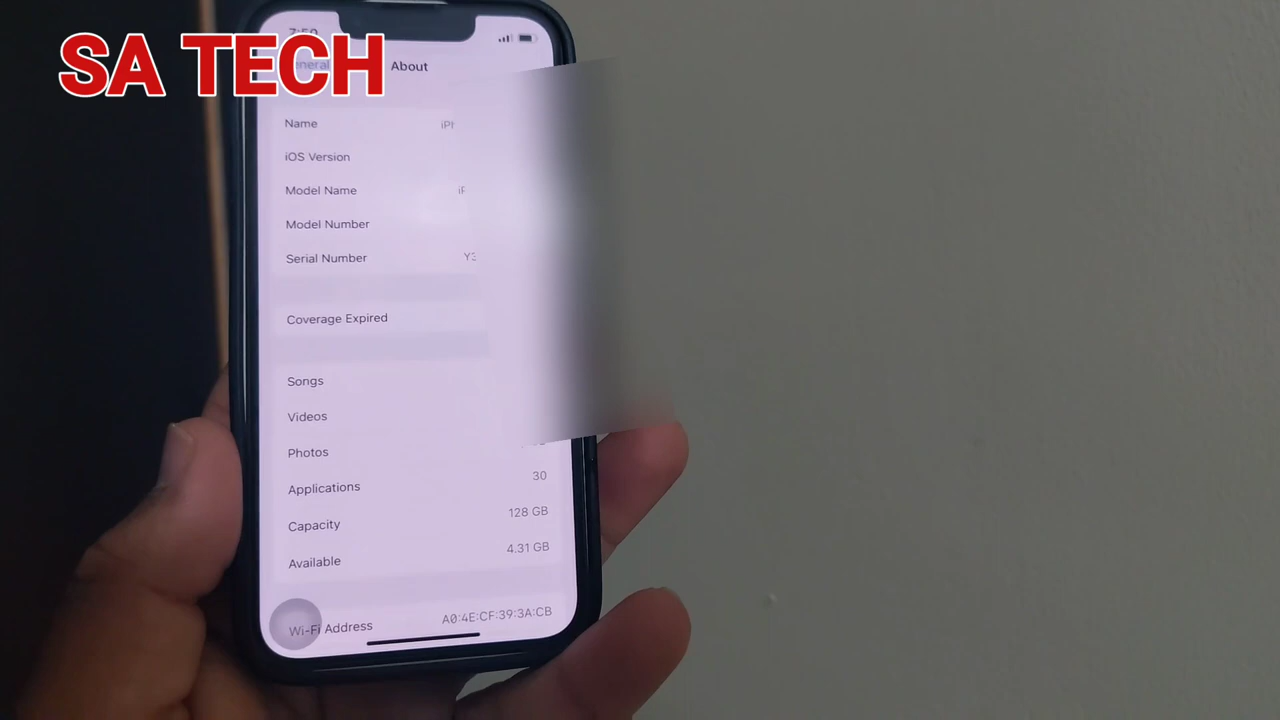 SA TECH
About
Name
iOS Version
Model Name
Model Number
Serial Number Y3
Coverage Expired
Songs
Videos
Photos
Applications 30
Capacity 128 GB
Available 4.31 GB
Wi-Fi Address A0:4E:CF:39:3A:CB